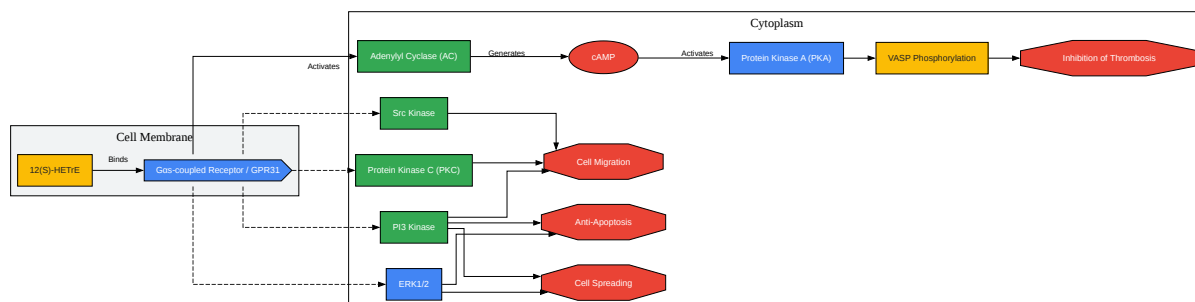 Cytoplasm
Adenylyl Cyclase (AC)
Generates
cAMP
Activates
Protein Kinase A (PKA)
VASP Phosphorylation
Inhibition of Thrombosis
Activates
Src Kinase
Cell Membrane
12(S)-HETrE
Binds
Gαs-coupled Receptor / GPR31
Protein Kinase C (PKC)
Cell Migration
PI3 Kinase
Anti-Apoptosis
ERK1/2
Cell Spreading